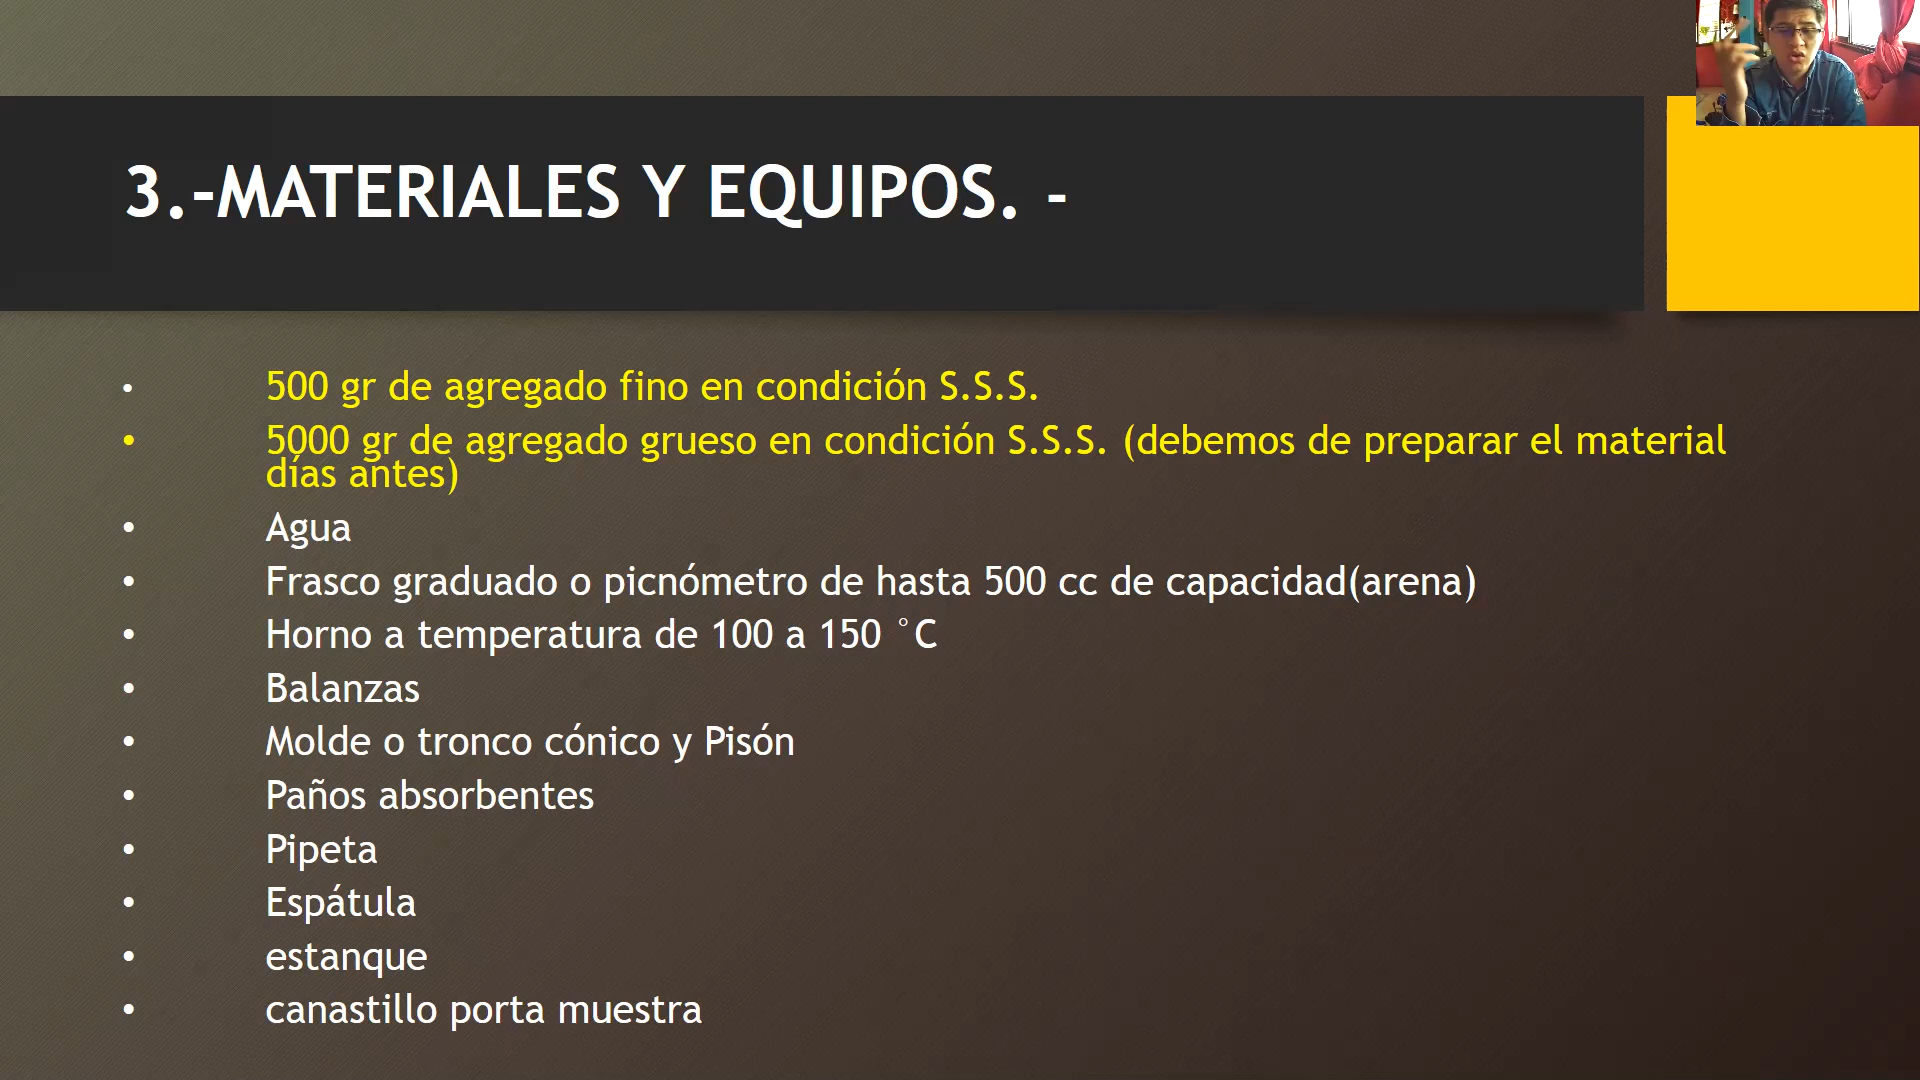 3.-MATERIALES Y EQUIPOS. -
• 500 gr de agregado fino en condición S.S.S.
• 5000 gr de agregado grueso en condición S.S.S. (debemos de preparar el material
días antes)
• Agua
• Frasco graduado o picnómetro de hasta 500 cc de capacidad(arena)
• Horno a temperatura de 100 a 150 °C
• Balanzas
• Molde o tronco cónico y Pisón
• Paños absorbentes
• Pipeta
• Espátula
• estanque
• canastillo porta muestra